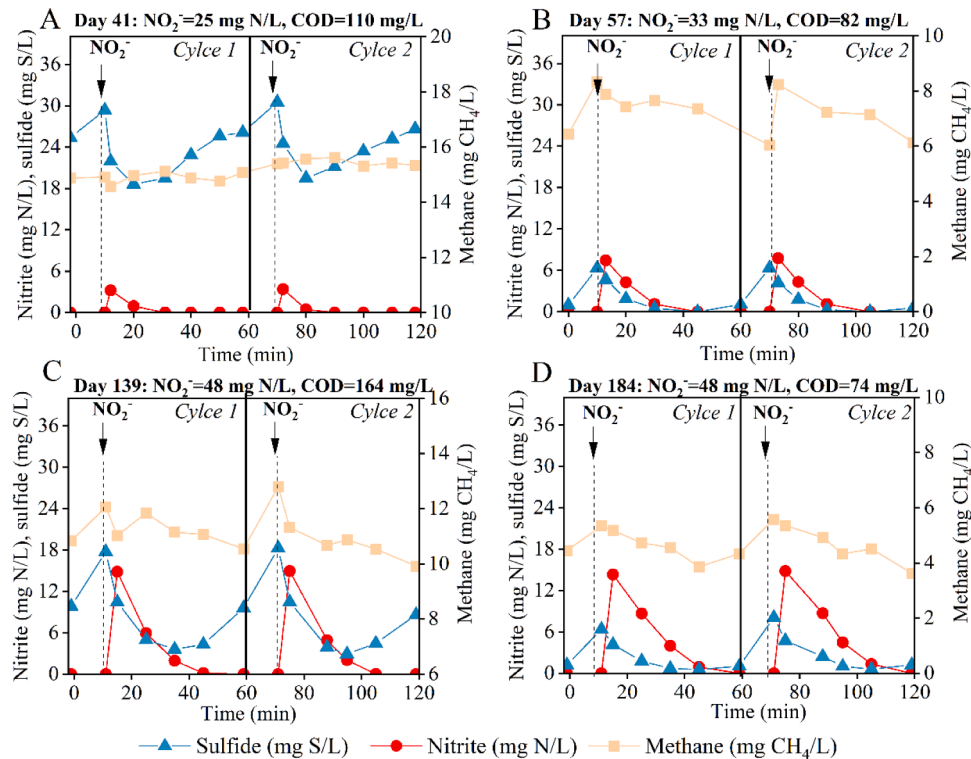 A
Day 41: NO₂⁻=25 mg N/L, COD=110 mg/L
NO₂⁻
Cylce 1
Cylce 2
Nitrite (mg N/L), sulfide (mg S/L)
36
30
24
18
12
6
0
20
18
16
14
12
10
Methane (mg CH₄/L)
0
20
40
60
80
100
120
Time (min)
B
Day 57: NO₂⁻=33 mg N/L, COD=82 mg/L
NO₂⁻
NO₂⁻
Cylce 1
Cylce 2
Nitrite (mg N/L), sulfide (mg S/L)
36
30
24
18
12
6
0
10
8
6
4
2
0
Methane (mg CH₄/L)
0
20
40
60
80
100
120
Time (min)
C
Day 139: NO₂⁻=48 mg N/L, COD=164 mg/L
NO₂⁻
NO₂⁻
Cylce 1
Cylce 2
Nitrite (mg N/L), sulfide (mg S/L)
36
30
24
18
12
6
0
16
14
13
12
10
8
6
Methane (mg CH₄/L)
0
20
40
60
80
100
120
Time (min)
D
Day 184: NO₂⁻=48 mg N/L, COD=74 mg/L
NO₂⁻
NO₂⁻
Cylce 1
Cylce 2
Nitrite (mg N/L), sulfide (mg S/L)
36
30
24
18
12
6
0
10
8
6
4
2
0
Methane (mg CH₄/L)
0
20
40
60
80
100
120
Time (min)
Sulfide (mg S/L)
Nitrite (mg N/L)
Methane (mg CH₄/L)